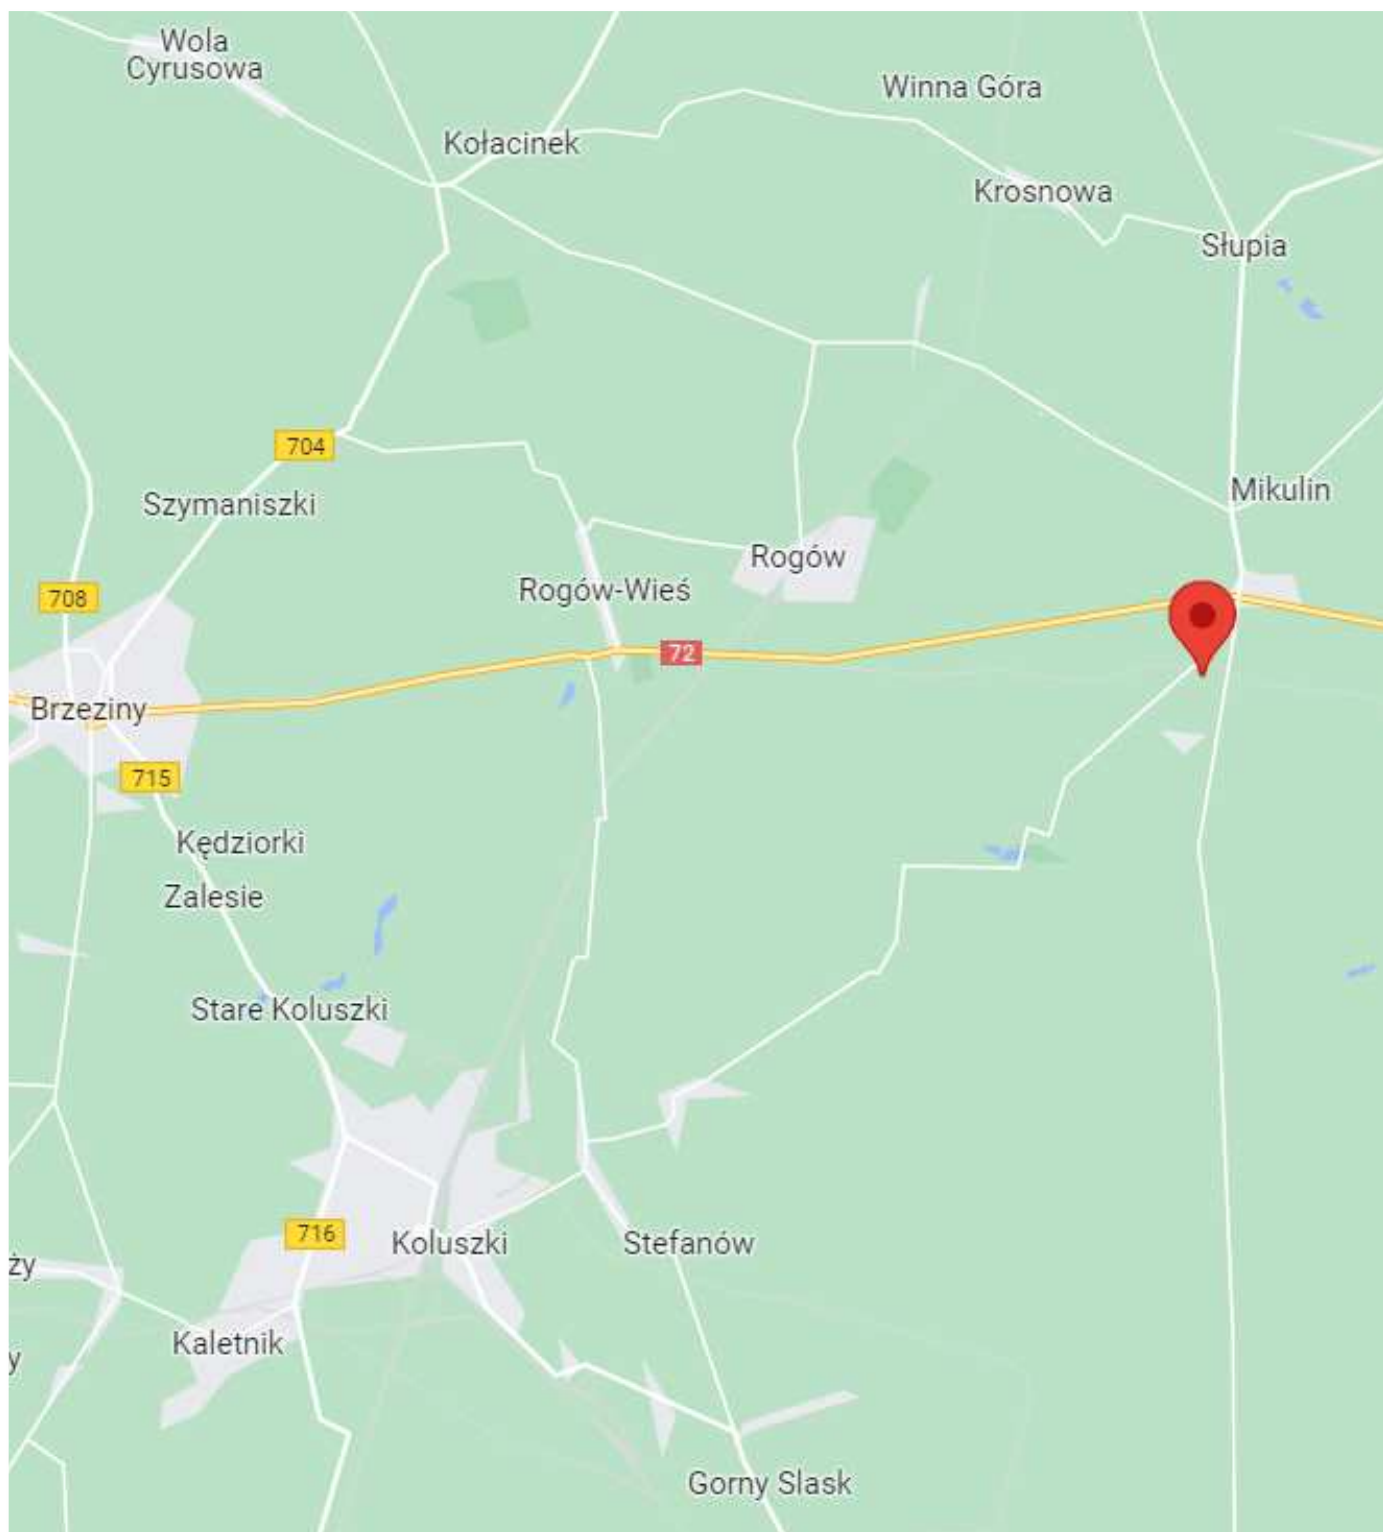 Wola
Cyrusowa
Winna Góra
Kołacinek
Krosnowa
Słupia
704
Szymaniszki
Mikulin
Rogów
Rogów-Wieś
708
72
Brzeziny
715
Kędziorki
Zalesie
Stare Koluszki
716
Koluszki
Stefanów
ży
Kaletnik
y
Gorny Slask